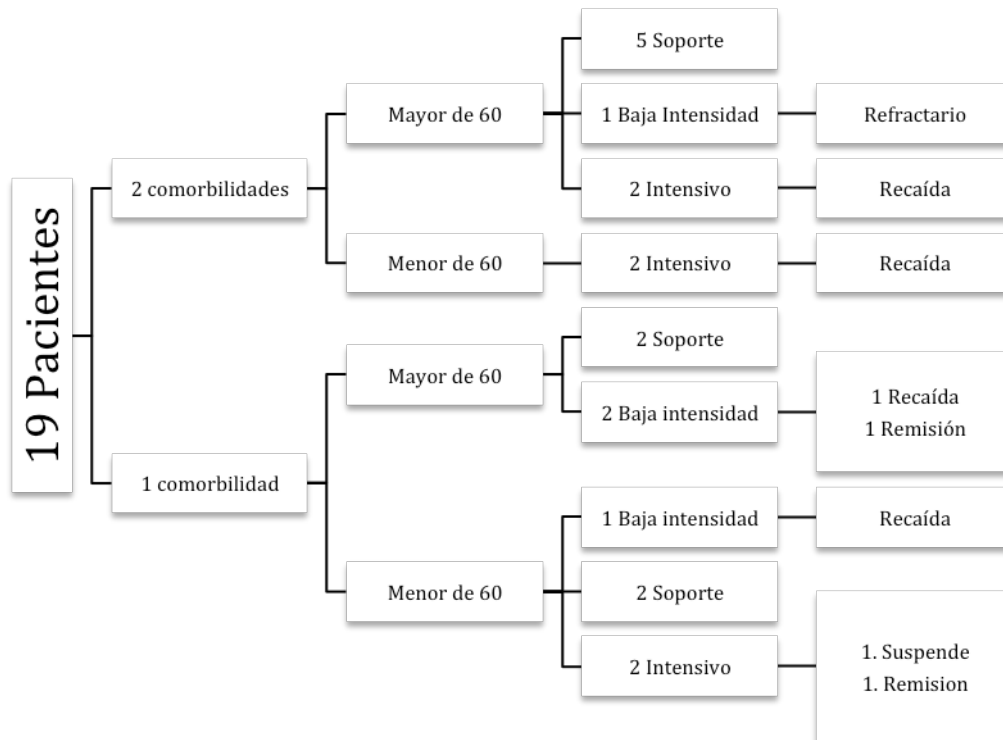 19 Pacientes
2 comorbilidades
Mayor de 60
5 Soporte
1 Baja Intensidad
Refractario
2 Intensivo
Recaída
Menor de 60
2 Intensivo
Recaída
1 comorbilidad
Mayor de 60
2 Soporte
2 Baja intensidad
1 Recaída
1 Remisión
Menor de 60
1 Baja intensidad
Recaída
2 Soporte
2 Intensivo
1. Suspende
1. Remision